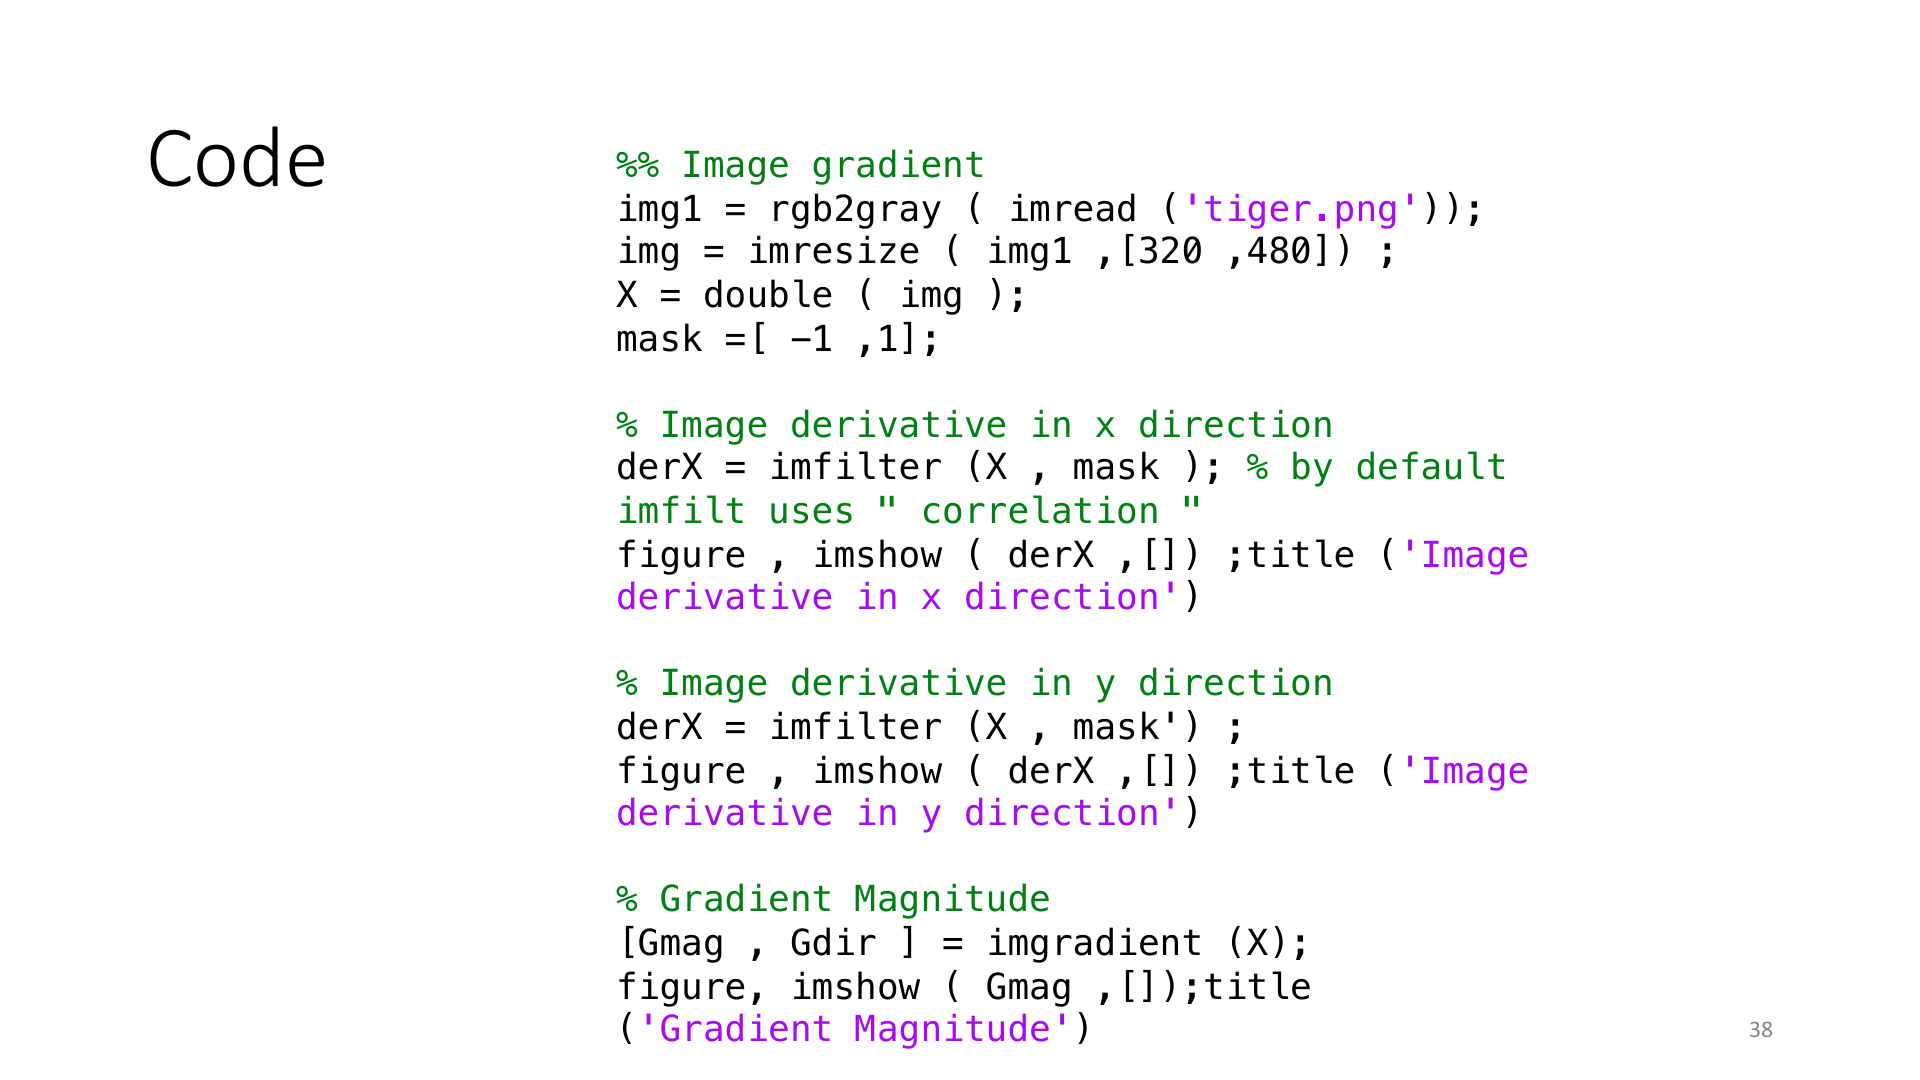 Code
%% Image gradient
img1 = rgb2gray ( imread ('tiger.png'));
img = imresize ( img1 ,[320 ,480]) ;
X = double ( img );
mask =[ −1 ,1];
% Image derivative in x direction
derX = imfilter (X , mask ); % by default
imfilt uses " correlation "
figure , imshow ( derX ,[]) ;title ('Image
derivative in x direction')
% Image derivative in y direction
derX = imfilter (X , mask') ;
figure , imshow ( derX ,[]) ;title ('Image
derivative in y direction')
% Gradient Magnitude
[Gmag , Gdir ] = imgradient (X);
figure, imshow ( Gmag ,[]);title
('Gradient Magnitude')
38